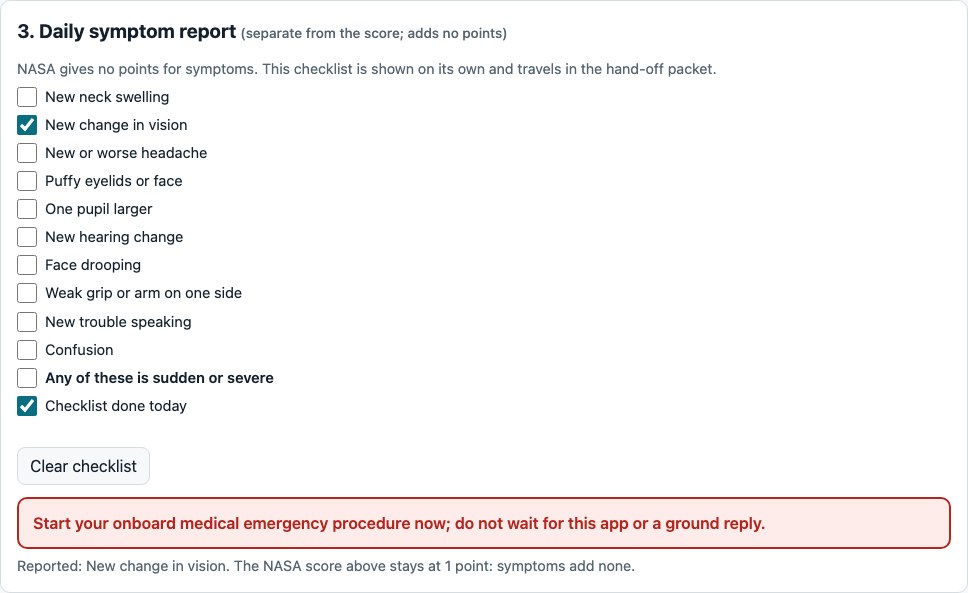 3. Daily symptom report (separate from the score; adds no points)
NASA gives no points for symptoms. This checklist is shown on its own and travels in the hand-off packet.
New neck swelling
New change in vision
New or worse headache
Puffy eyelids or face
One pupil larger
New hearing change
Face drooping
Weak grip or arm on one side
New trouble speaking
Confusion
Any of these is sudden or severe
Checklist done today
Clear checklist
Start your onboard medical emergency procedure now; do not wait for this app or a ground reply.
Reported: New change in vision. The NASA score above stays at 1 point: symptoms add none.